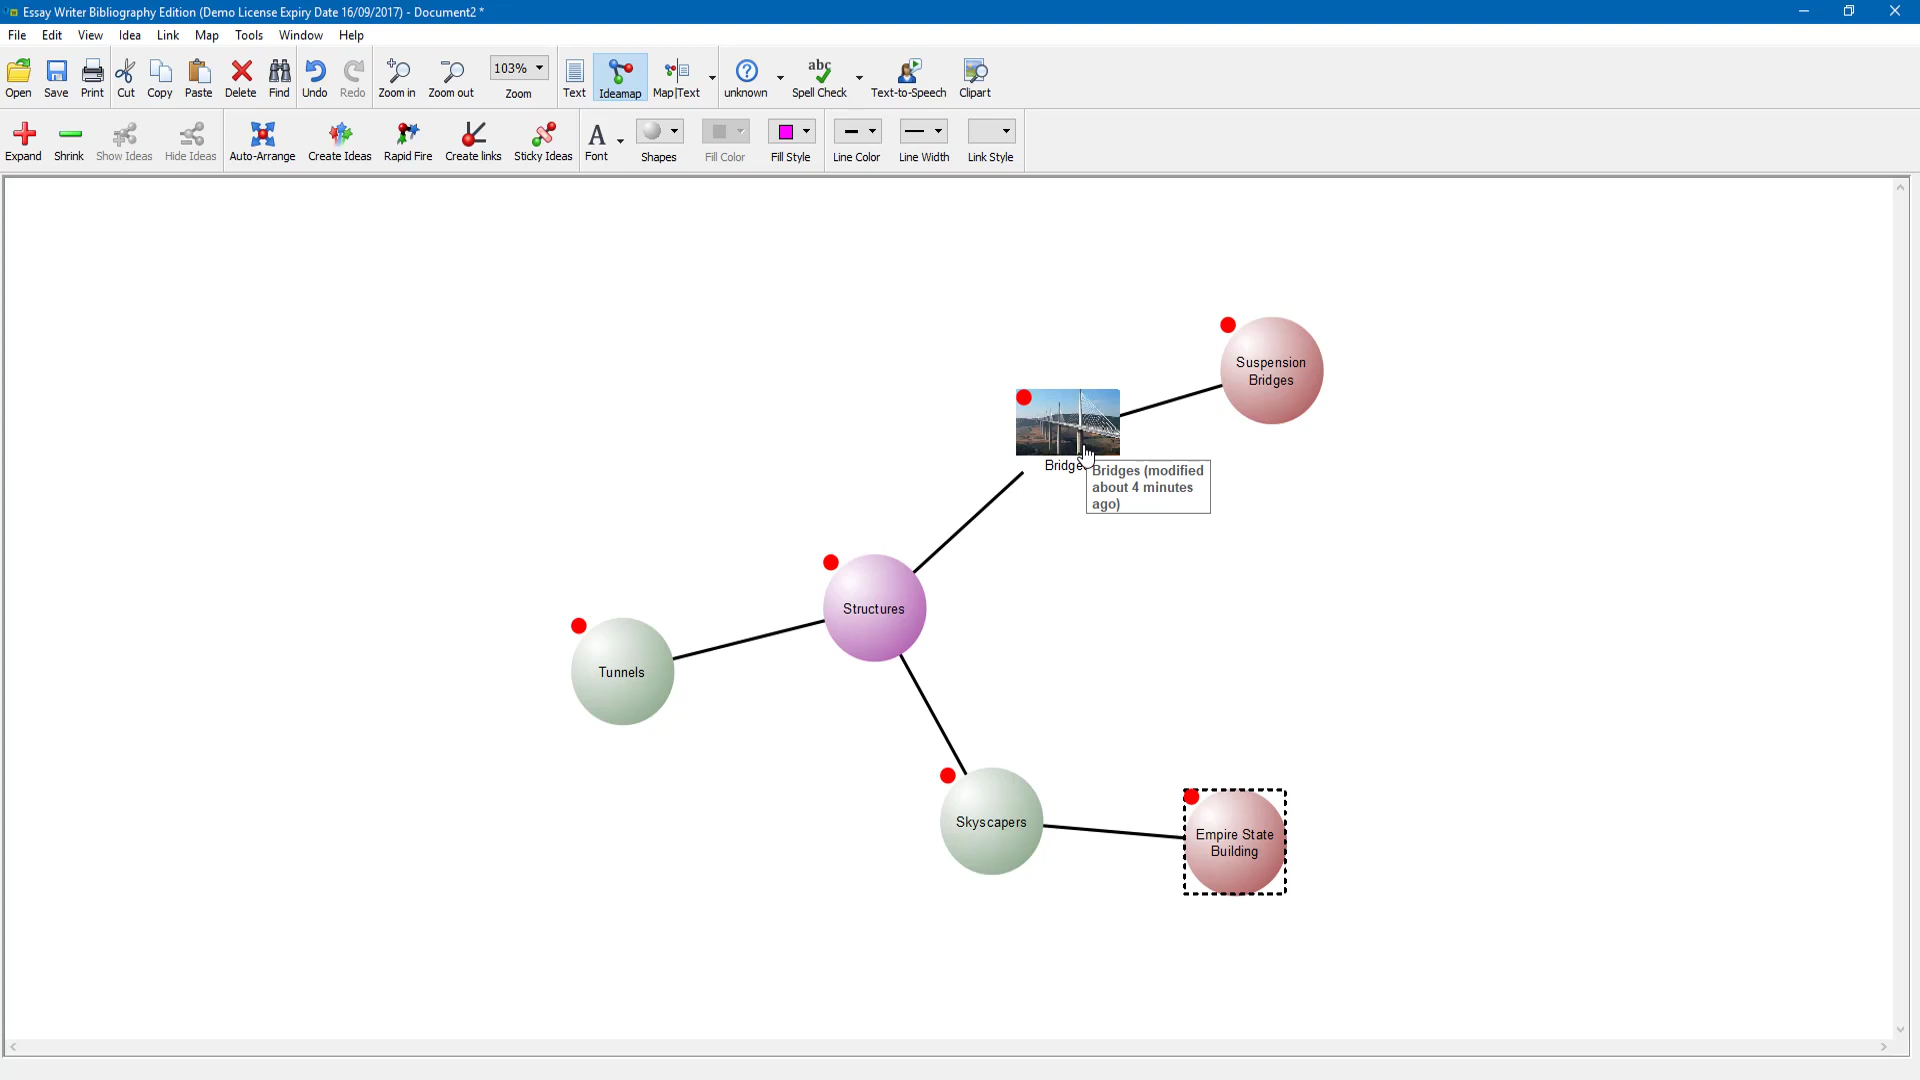 Essay Writer Bibliography Edition (Demo License Expiry Date 16/09/2017) - Document2 *
File Edit View Idea Link Map Tools Window Help
103%
Open Save Print Cut Copy Paste Delete Find Undo Redo Zoom in Zoom out Zoom Text Ideamap Map|Text unknown abc Spell Check Text-to-Speech Clipart
Expand Shrink Show Ideas Hide Ideas Auto-Arrange Create Ideas Rapid Fire Create links Sticky Ideas A Font Shapes Fill Color Fill Style Line Color Line Width Link Style
Suspension
Bridges
Bridge
Bridges (modified
about 4 minutes
ago)
Structures
Tunnels
Skyscapers
Empire State
Building